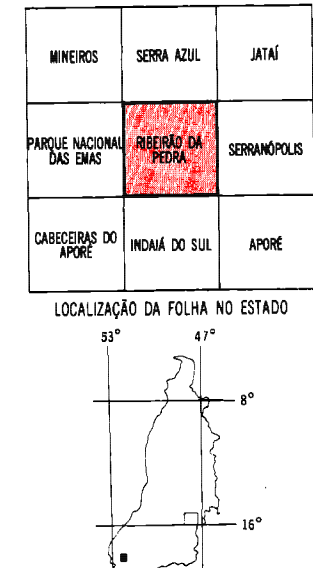 MINEIROS
SERRA AZUL
JATAÍ
PARQUE NACIONAL
DAS EMAS
RIBEIRÃO DA
PEDRA
SERRANÓPOLIS
CABECEIRAS DO
APORÉ
INDAIÁ DO SUL
APORÉ
LOCALIZAÇÃO DA FOLHA NO ESTADO
53° 47°
8°
16°